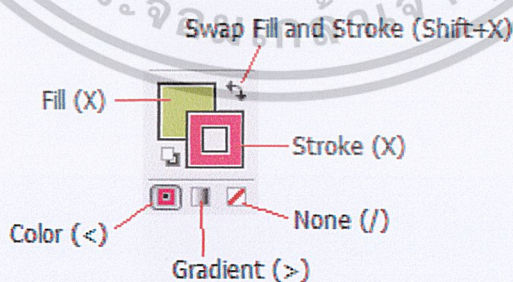 Swap Fill and Stroke (Shift+X)
Fill (X)
Stroke (X)
None (/)
Color (<)
Gradient (>)